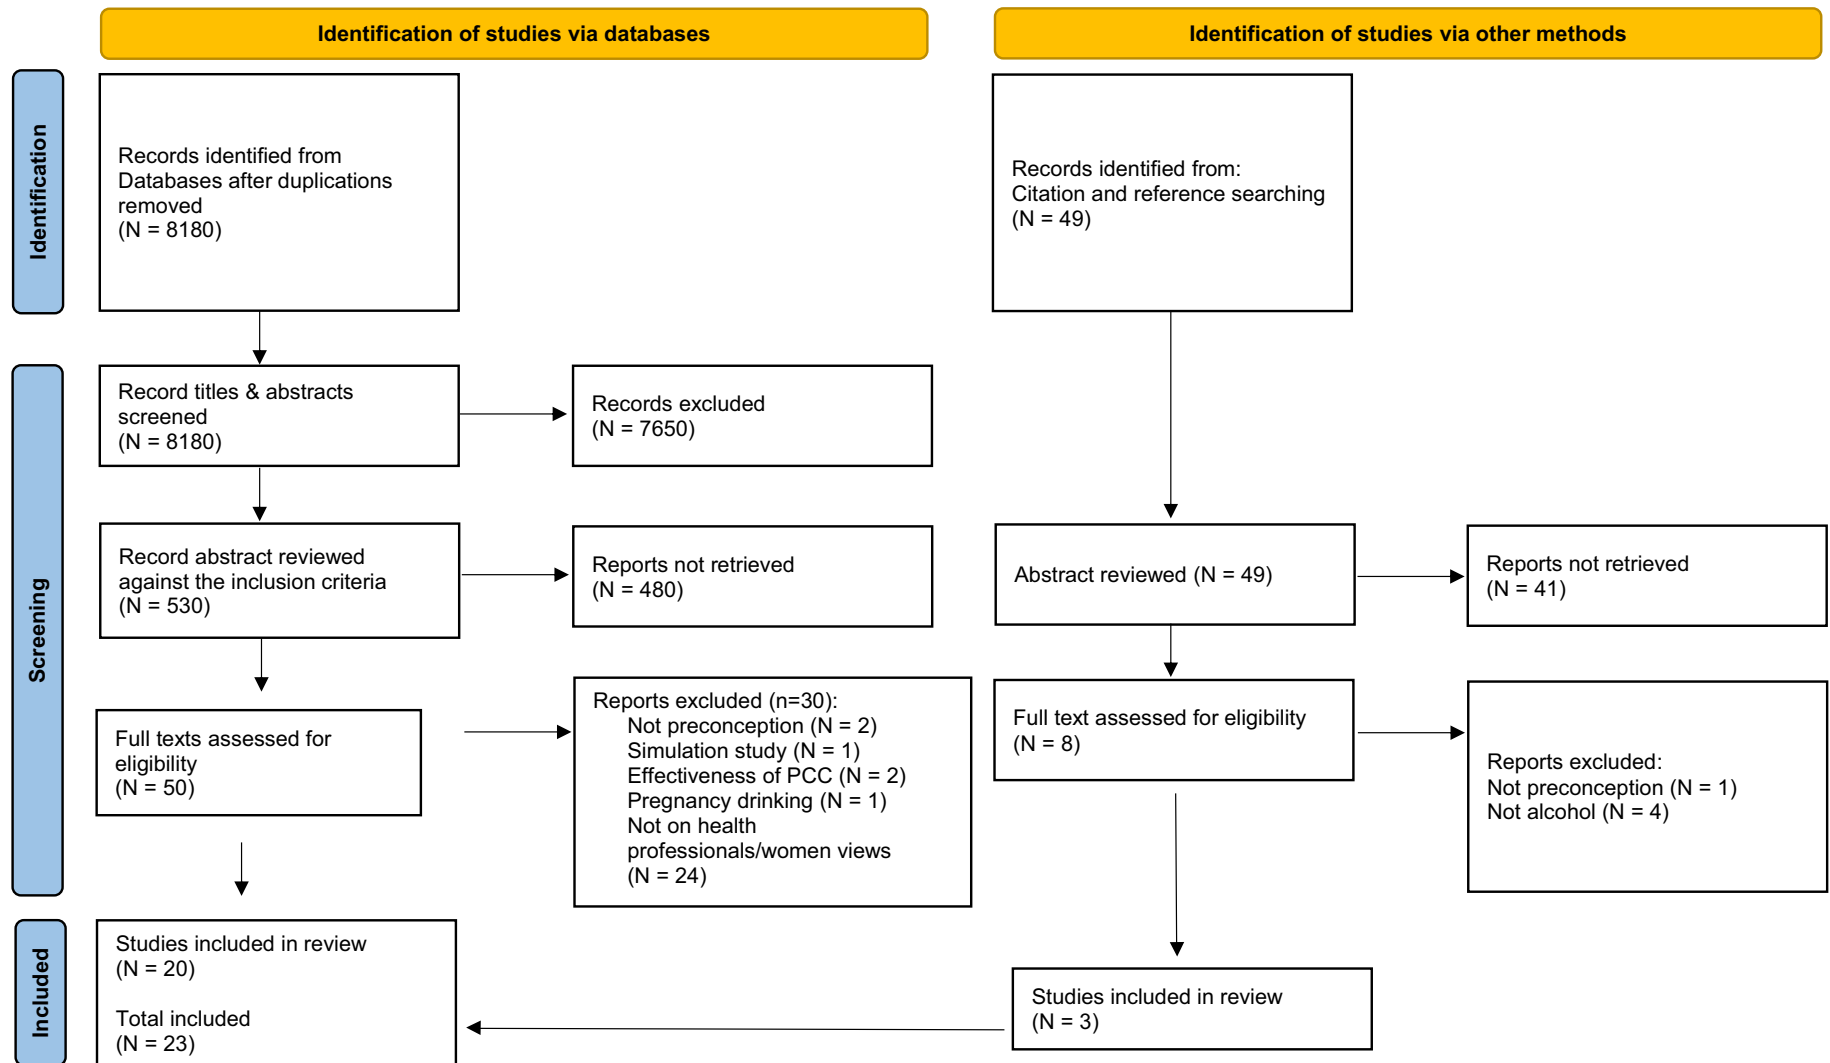 Identification of studies via databases
Identification of studies via other methods
Identification
Records identified from
Databases after duplications
removed
(N = 8180)
Records identified from:
Citation and reference searching
(N = 49)
Screening
Record titles & abstracts
screened
(N = 8180)
Records excluded
(N = 7650)
Record abstract reviewed
against the inclusion criteria
(N = 530)
Reports not retrieved
(N = 480)
Abstract reviewed (N = 49)
Reports not retrieved
(N = 41)
Full texts assessed for
eligibility
(N = 50)
Reports excluded (n=30):
Not preconception (N = 2)
Simulation study (N = 1)
Effectiveness of PCC (N = 2)
Pregnancy drinking (N = 1)
Not on health
professionals/women views
(N = 24)
Full text assessed for eligibility
(N = 8)
Reports excluded:
Not preconception (N = 1)
Not alcohol (N = 4)
Included
Studies included in review
(N = 20)
Total included
(N = 23)
Studies included in review
(N = 3)